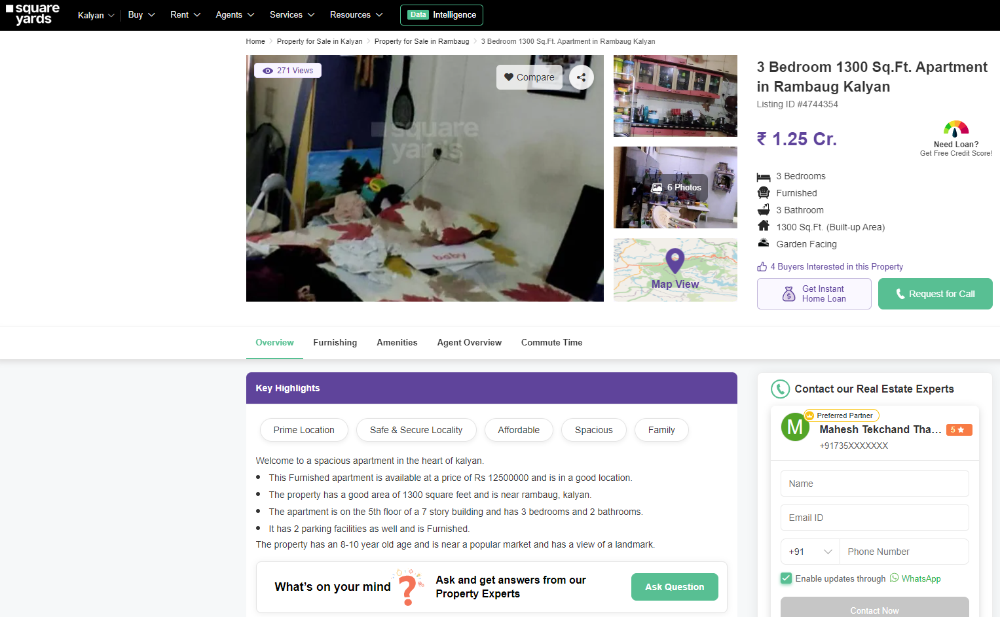 square
yards
Kalyan
Buy
Rent
Agents
Services
Resources
Data Intelligence
Home
Property for Sale in Kalyan
Property for Sale in Rambaug
3 Bedroom 1300 Sq.Ft. Apartment in Rambaug Kalyan
271 Views
Compare
square
yards
baby
6 Photos
Map View
3 Bedroom 1300 Sq.Ft. Apartment
in Rambaug Kalyan
Listing ID #4744354
₹ 1.25 Cr.
Need Loan?
Get Free Credit Score!
3 Bedrooms
Furnished
3 Bathroom
1300 Sq.Ft. (Built-up Area)
Garden Facing
4 Buyers Interested in this Property
Get Instant
Home Loan
Request for Call
Overview
Furnishing
Amenities
Agent Overview
Commute Time
Key Highlights
Prime Location
Safe & Secure Locality
Affordable
Spacious
Family
Welcome to a spacious apartment in the heart of kalyan.
• This Furnished apartment is available at a price of Rs 12500000 and is in a good location.
• The property has a good area of 1300 square feet and is near rambaug, kalyan.
• The apartment is on the 5th floor of a 7 story building and has 3 bedrooms and 2 bathrooms.
• It has 2 parking facilities as well and is Furnished.
The property has an 8-10 year old age and is near a popular market and has a view of a landmark.
What's on your mind
Ask and get answers from our
Property Experts
Ask Question
Contact our Real Estate Experts
M
Preferred Partner
Mahesh Tekchand Tha...
5 ★
+91735XXXXXXX
Name
Email ID
+91
Phone Number
Enable updates through WhatsApp
Contact Now